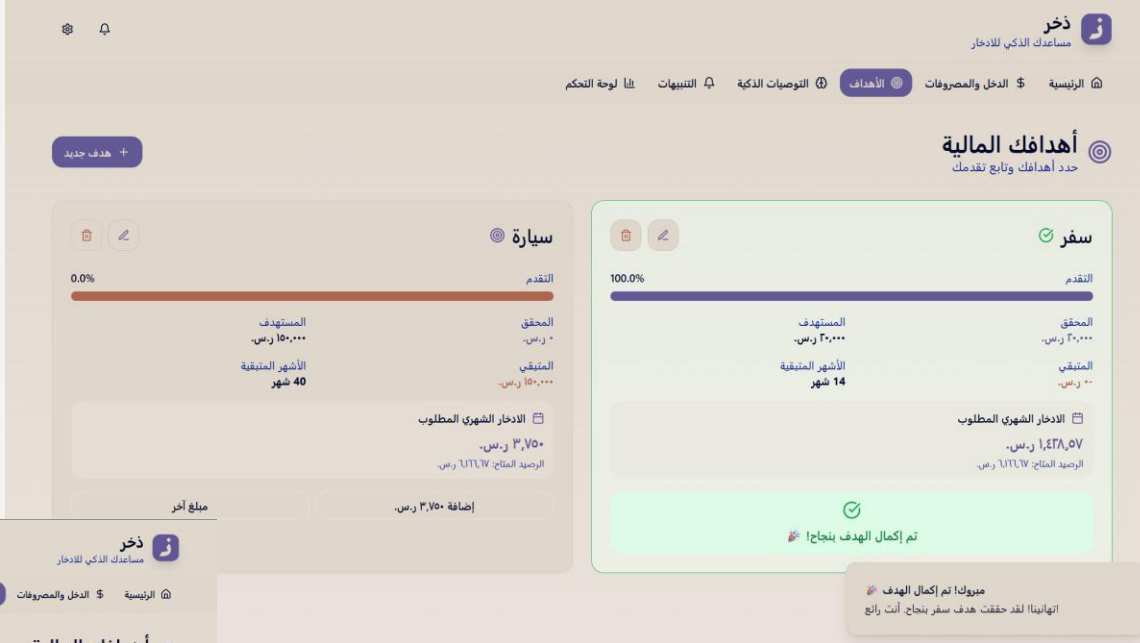 ذخر
مساعدك الذكي للادخار
الرئيسية
$ الدخل والمصروفات
الأهداف
التوصيات الذكية
التنبيهات
لوحة التحكم
أهدافك المالية
حدد أهدافك وتابع تقدمك
+ هدف جديد
سفر
التقدم
100.0%
المحقق
٢٠,٠٠٠ ر.س.
المستهدف
٢٠,٠٠٠ ر.س.
المتبقي
-٠ ر.س.
الأشهر المتبقية
14 شهر
الادخار الشهري المطلوب
١,٤٢٨,٥٧ ر.س.
الرصيد المتاح: ٦,١٦٦,٦٧ ر.س.
تم إكمال الهدف بنجاح! 🎉
سيارة
التقدم
0.0%
المحقق
٠ ر.س.
المستهدف
١٥٠,٠٠٠ ر.س.
المتبقي
١٥٠,٠٠٠ ر.س.
الأشهر المتبقية
40 شهر
الادخار الشهري المطلوب
٣,٧٥٠ ر.س.
الرصيد المتاح: ٦,١٦٦,٦٧ ر.س.
إضافة ٣,٧٥٠ ر.س.
مبلغ آخر
مبروك! تم إكمال الهدف 🎉
!تهانينا! لقد حققت هدف سفر بنجاح. أنت رائع
ذخر
مساعدك الذكي للادخار
الرئيسية
$ الدخل والمصروفات